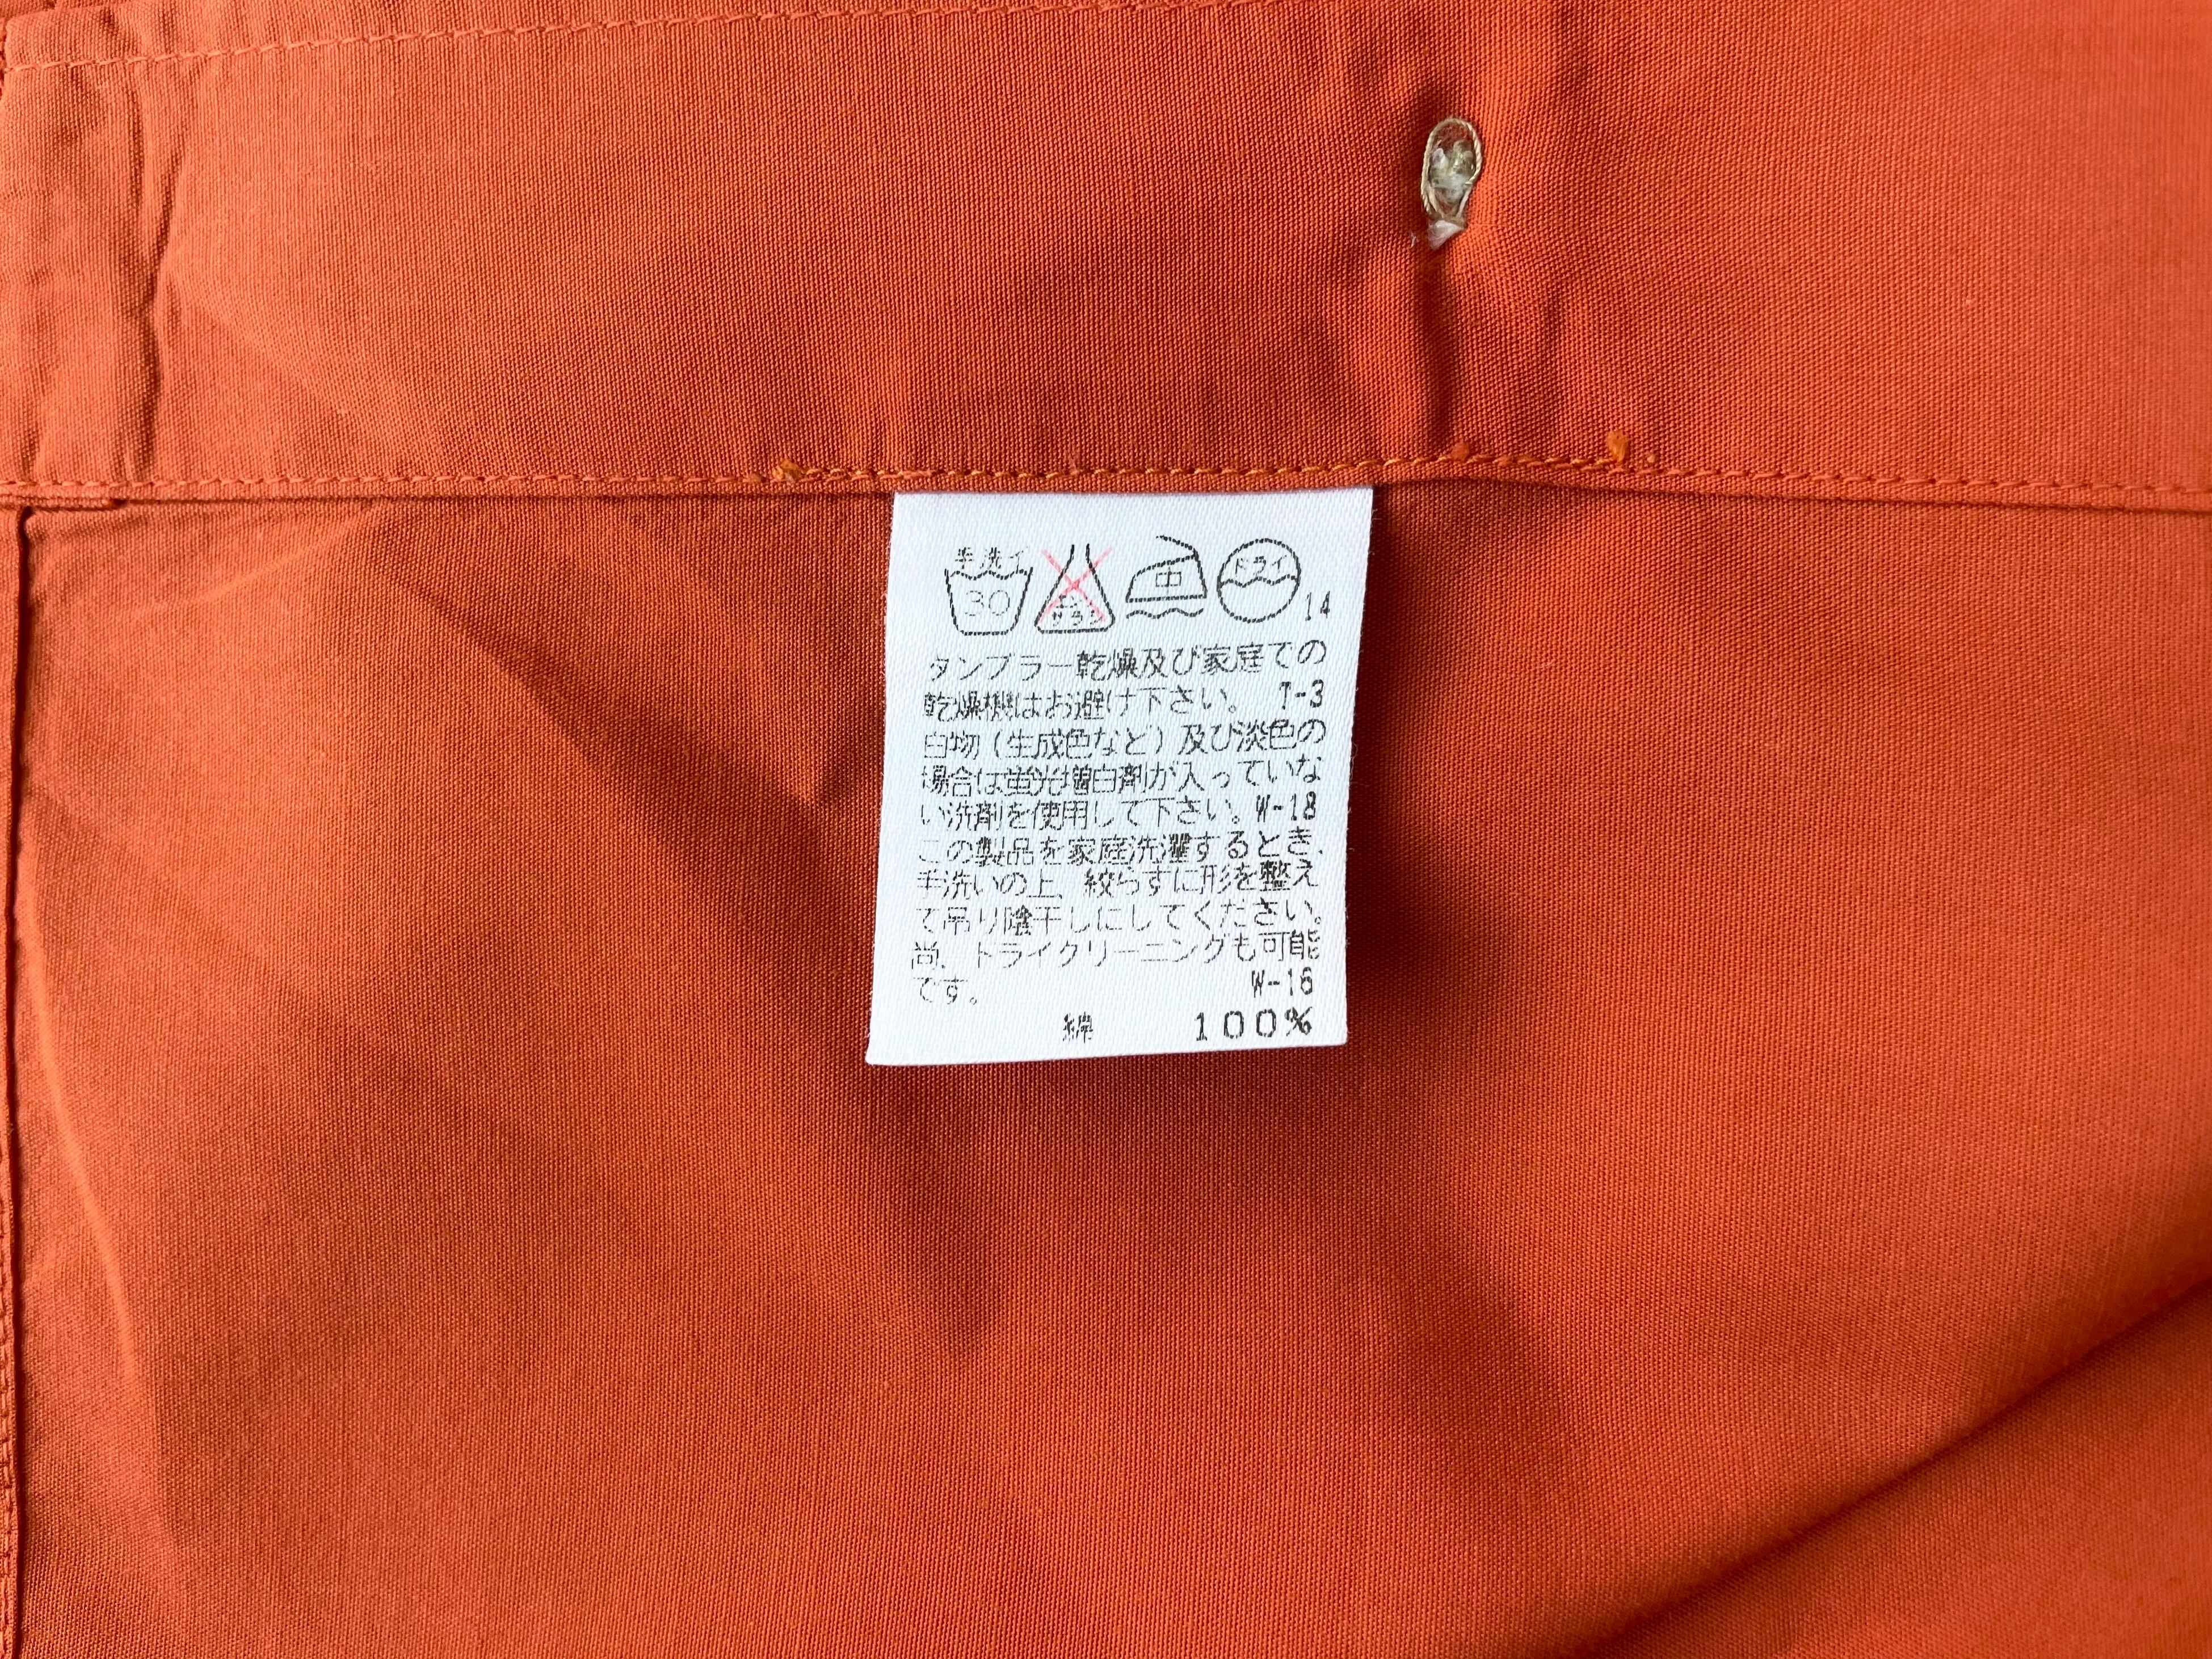 手洗イ 30 エンソサラシ 中 ドライ 14
タンブラー乾燥及び家庭での
乾燥機はお避け下さい。 T-3
白物(生成色など)及び淡色の
場合は蛍光増白剤が入っていな
い洗剤を使用して下さい。W-18
この製品を家庭洗濯するとき、
手洗いの上、絞らずに形を整え
て吊り陰干しにしてください。
尚、ドライクリーニングも可能
です。 W-16
綿 100%